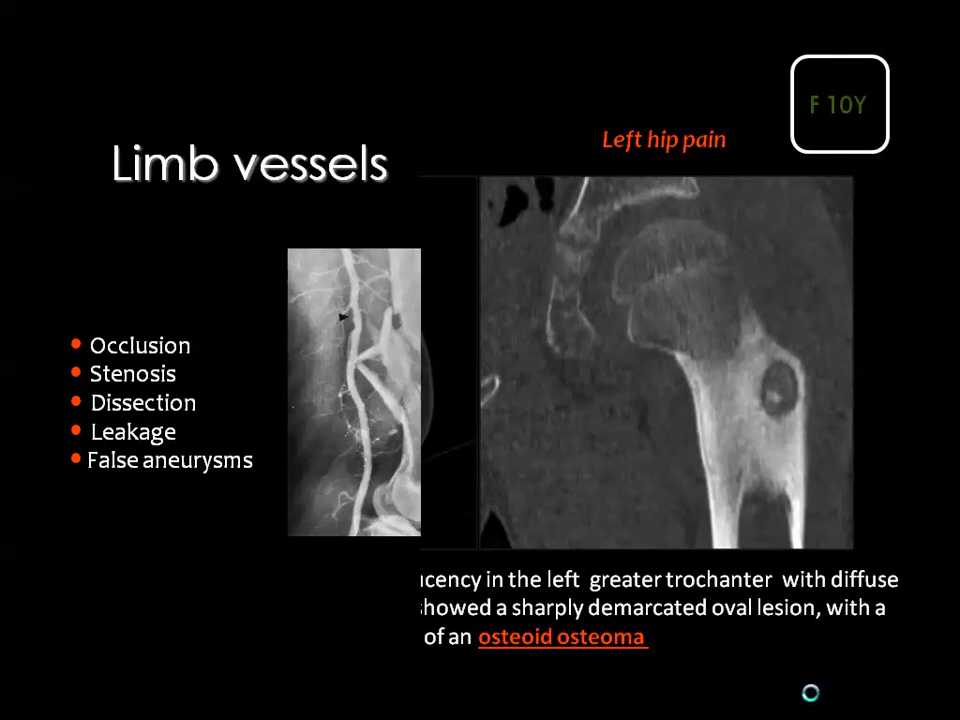 F 10Y
Left hip pain
Limb vessels
Occlusion
Stenosis
Dissection
Leakage
False aneurysms
in the left greater trochanter with diffuse
showed a sharply demarcated oval lesion, with a
of an osteoid osteoma